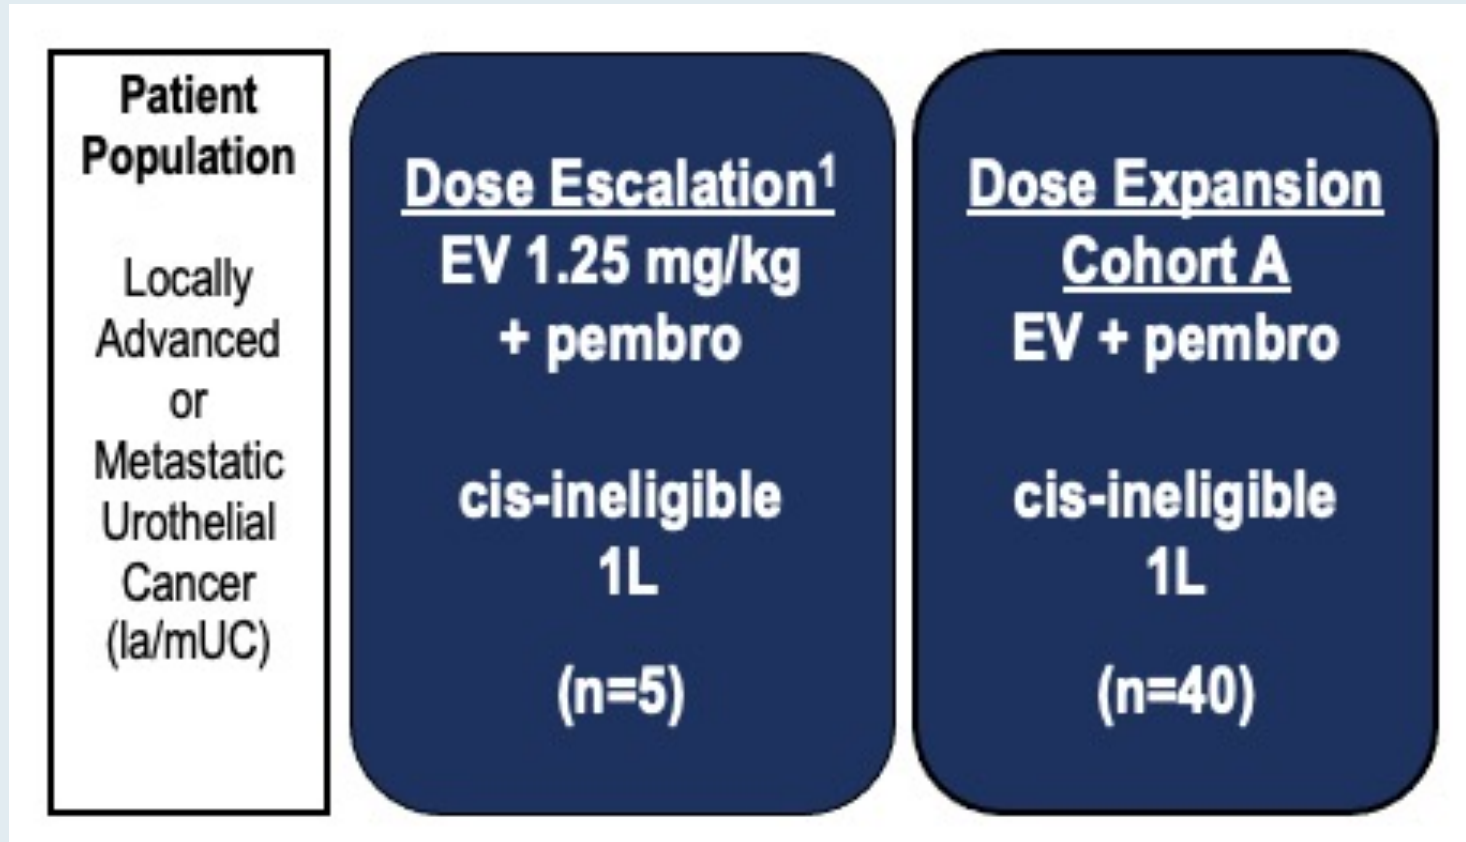 Patient
Population
Locally
Advanced
or
Metastatic
Urothelial
Cancer
(la/mUC)
Dose Escalation¹
EV 1.25 mg/kg
+ pembro
cis-ineligible
1L
(n=5)
Dose Expansion
Cohort A
EV + pembro
cis-ineligible
1L
(n=40)